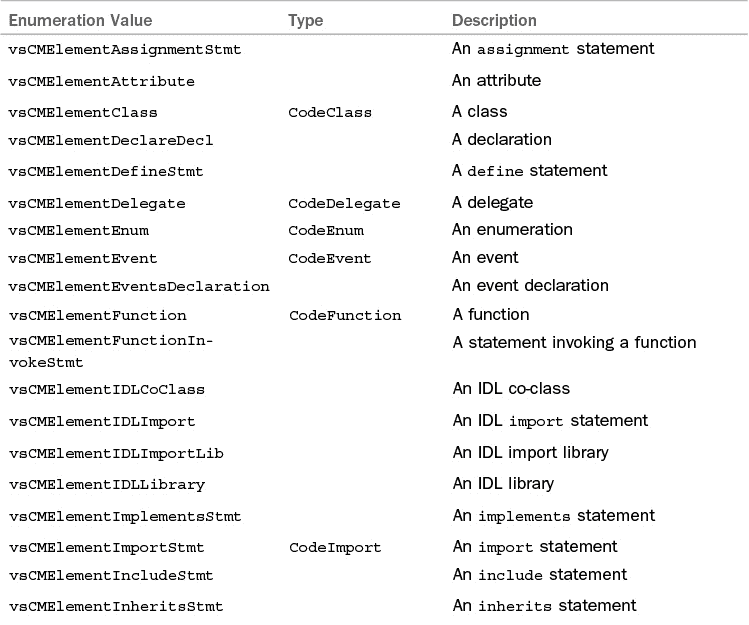 Enumeration Value Type Description
vsCMElementAssignmentStmt An assignment statement
vsCMElementAttribute An attribute
vsCMElementClass CodeClass A class
vsCMElementDeclareDecl A declaration
vsCMElementDefineStmt A define statement
vsCMElementDelegate CodeDelegate A delegate
vsCMElementEnum CodeEnum An enumeration
vsCMElementEvent CodeEvent An event
vsCMElementEventsDeclaration An event declaration
vsCMElementFunction CodeFunction A function
vsCMElementFunctionIn- A statement invoking a function
vokeStmt
vsCMElementIDLCoClass An IDL co-class
vsCMElementIDLImport An IDL import statement
vsCMElementIDLImportLib An IDL import library
vsCMElementIDLLibrary An IDL library
vsCMElementImplementsStmt An implements statement
vsCMElementImportStmt CodeImport An import statement
vsCMElementIncludeStmt An include statement
vsCMElementInheritsStmt An inherits statement